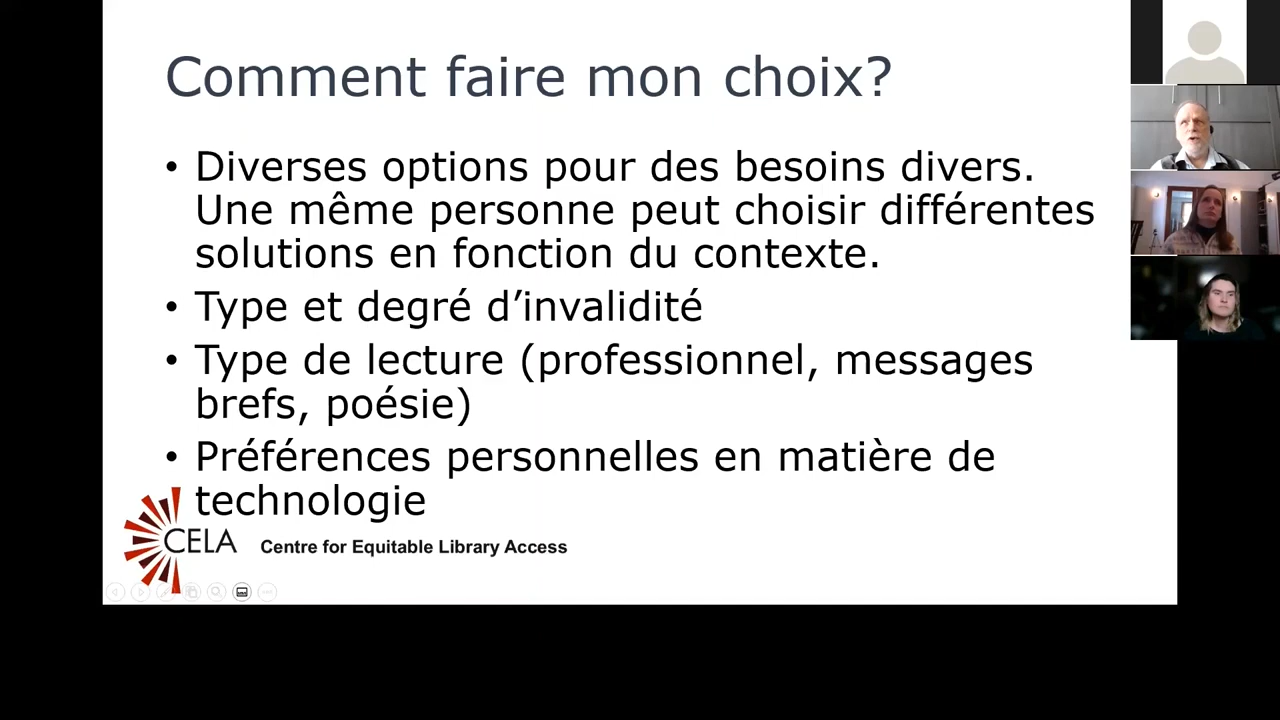 Comment faire mon choix?
• Diverses options pour des besoins divers.
Une même personne peut choisir différentes
solutions en fonction du contexte.
• Type et degré d’invalidité
• Type de lecture (professionnel, messages
brefs, poésie)
• Préférences personnelles en matière de
technologie
CELA Centre for Equitable Library Access